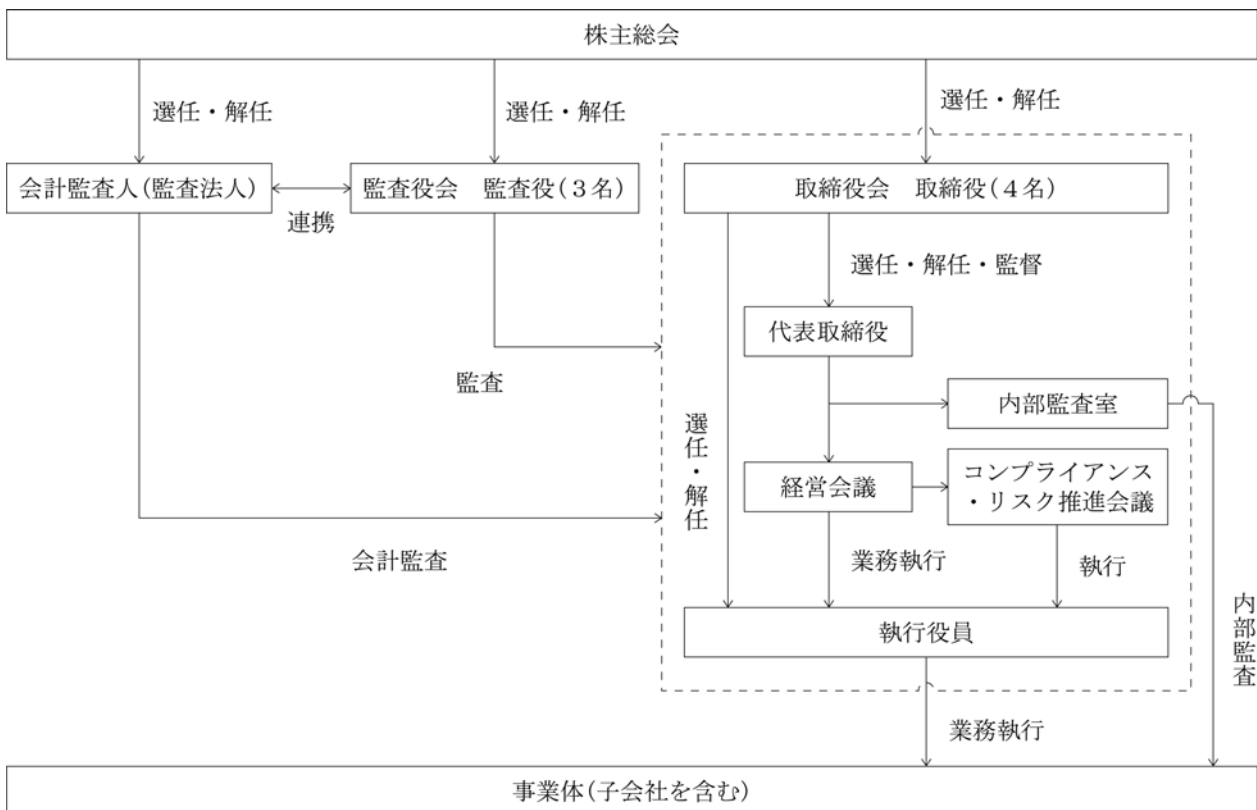 株主総会
選任・解任
選任・解任
選任・解任
会計監査人(監査法人)
連携
監査役会　監査役(３名)
取締役会　取締役(４名)
選任・解任・監督
代表取締役
監査
内部監査室
選任・解任
経営会議
コンプライアンス
・リスク推進会議
会計監査
業務執行
執行
執行役員
内部監査
業務執行
事業体(子会社を含む)